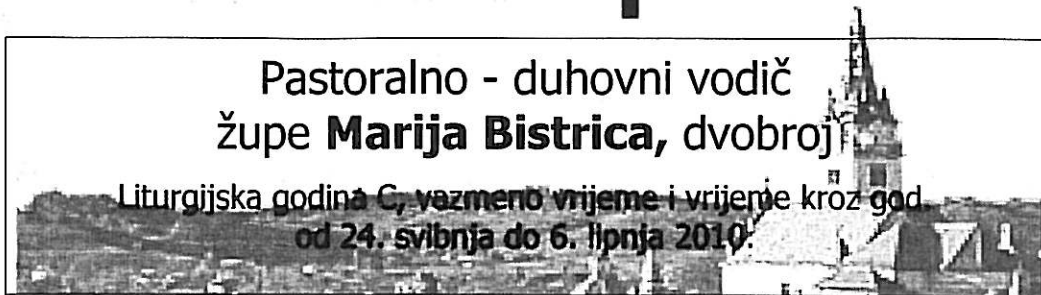 Pastoralno - duhovni vodič
župe Marija Bistrica, dvobroj
Liturgijska godina C, vazmeno vrijeme i vrijeme kroz god.
od 24. svibnja do 6. lipnja 2010.